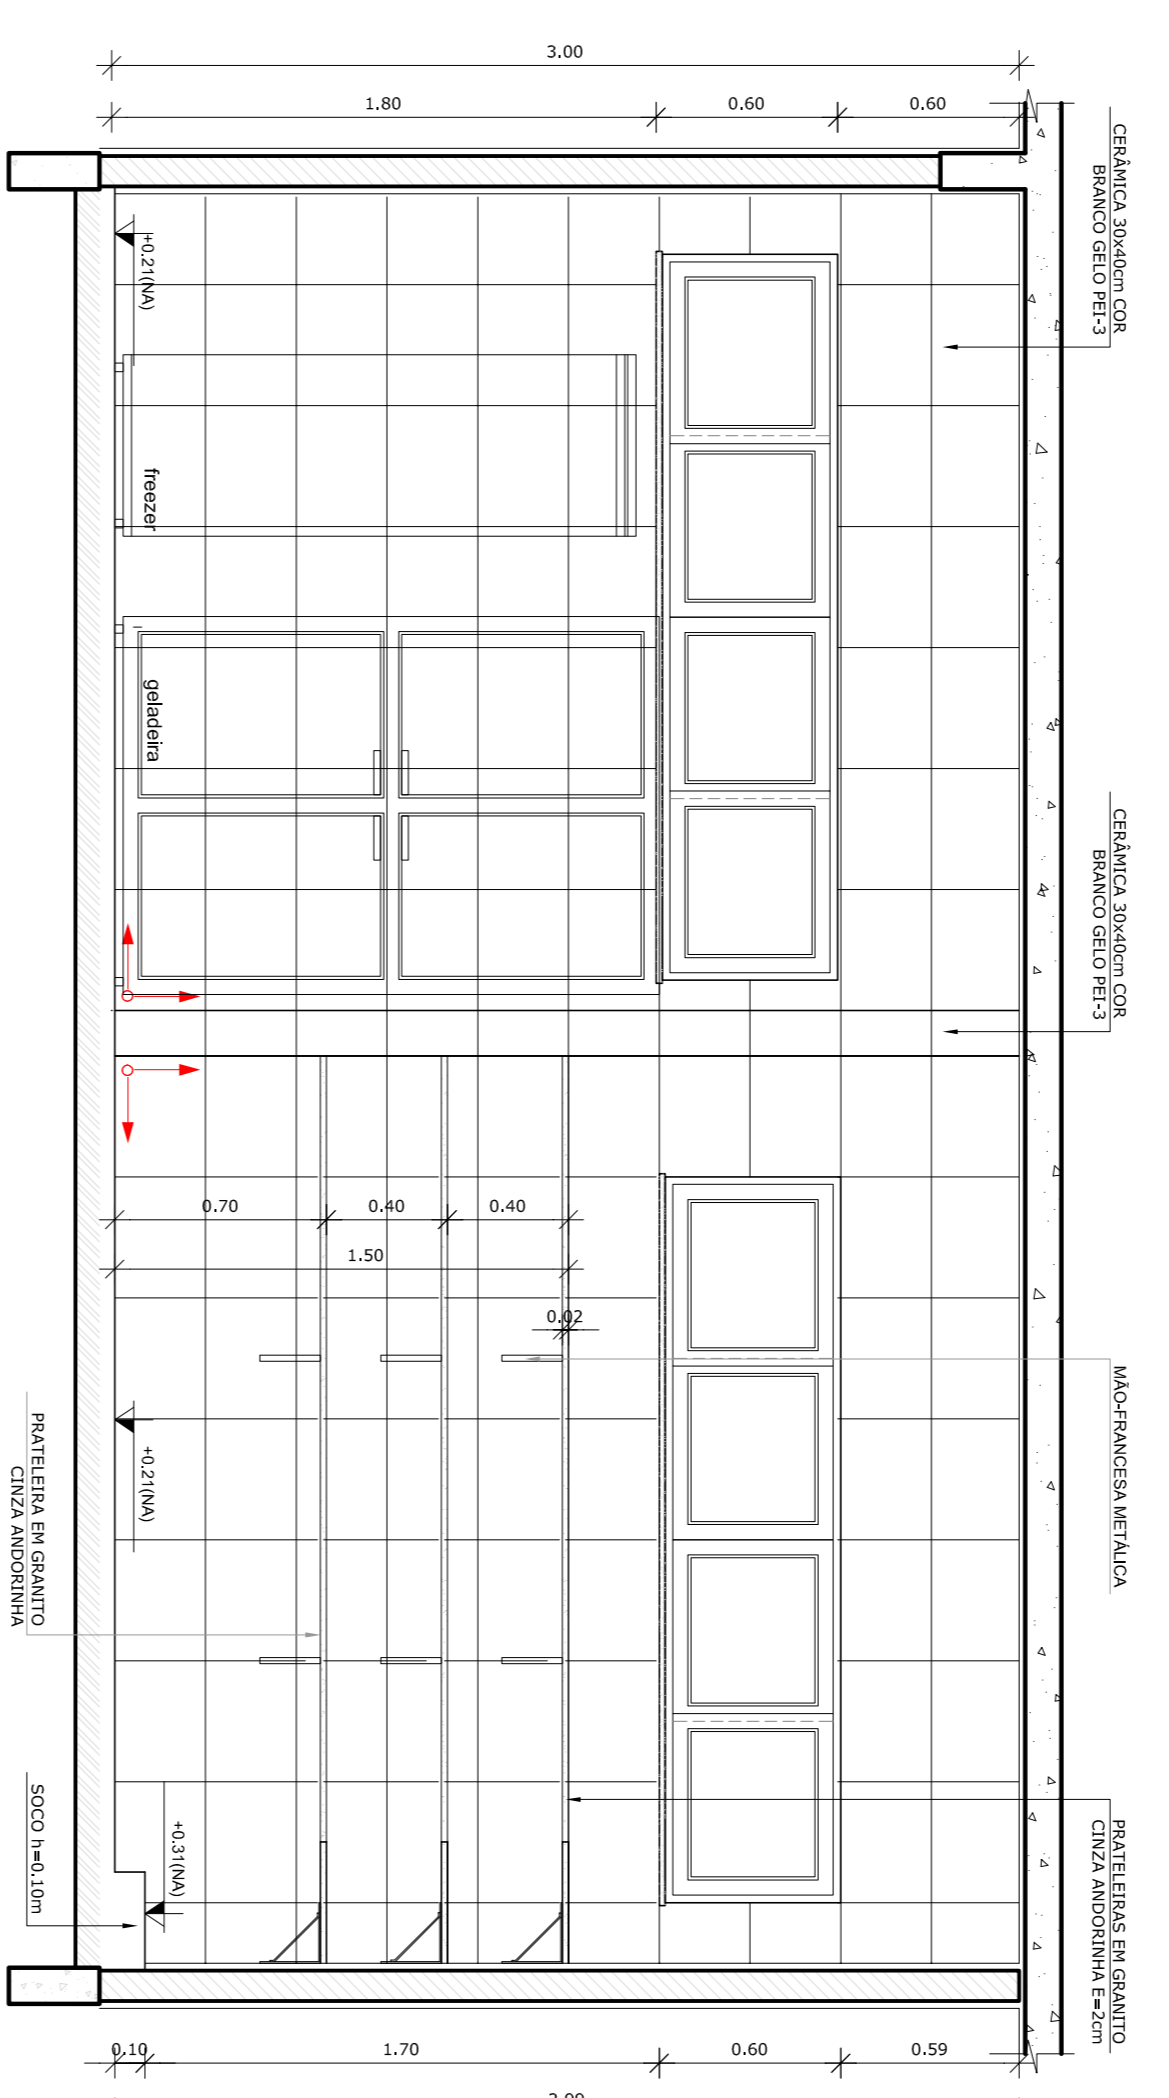 3.00
1.80
0.60
0.60
CERÂMICA 30x40cm COR
BRANCO GELO PEI-3
+0.21(NA)
freezer
geladeira
CERÂMICA 30x40cm COR
BRANCO GELO PEI-3
0.70
0.40
0.40
1.50
0.02
MÃO-FRANCESA METÁLICA
+0.21(NA)
PRATELEIRA EM GRANITO
CINZA ANDORINHA
+0.31(NA)
SOCO h=0.10m
PRATELEIRAS EM GRANITO
CINZA ANDORINHA E=2cm
0.10
1.70
0.60
0.59
2.99